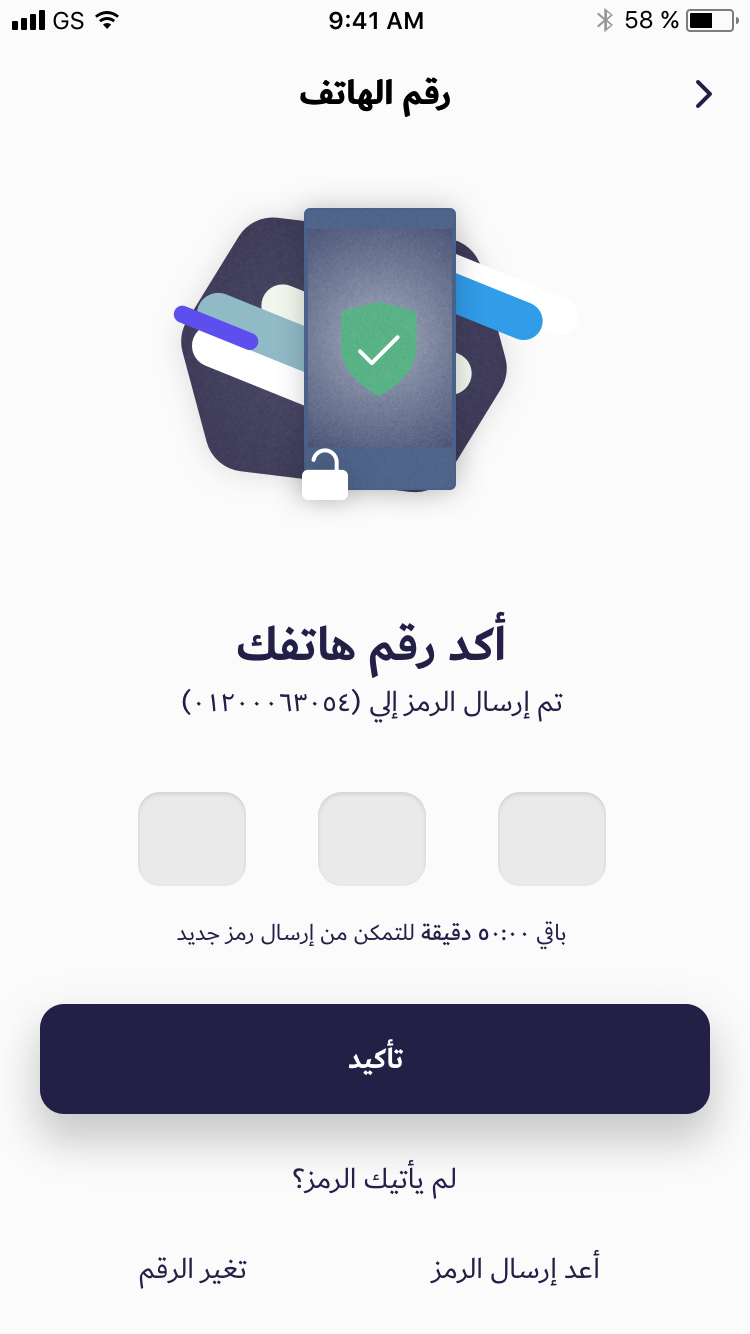 GS 9:41 AM 58 %
رقم الهاتف
أكد رقم هاتفك
تم إرسال الرمز إلي (٠١٢٠٠٠٦٣٠٥٤)
باقي ٥٠:٠٠ دقيقة للتمكن من إرسال رمز جديد
تأكيد
لم يأتيك الرمز؟
أعد إرسال الرمز
تغير الرقم